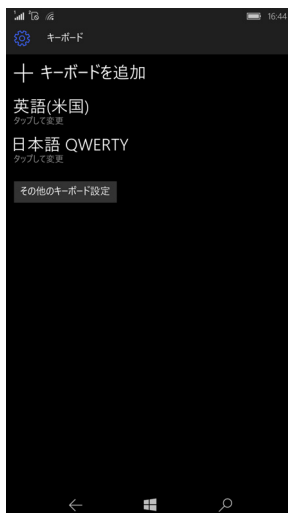 16:44
キーボード
キーボードを追加
英語(米国)
タップして変更
日本語 QWERTY
タップして変更
その他のキーボード設定